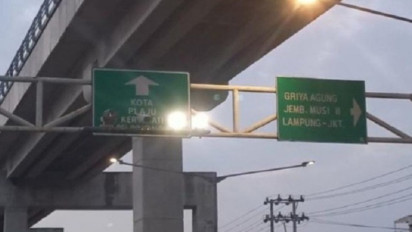 KOTA
PLAJU
GRIYA AGUNG
JEMB. MUSI II
LAMPUNG-JKT.